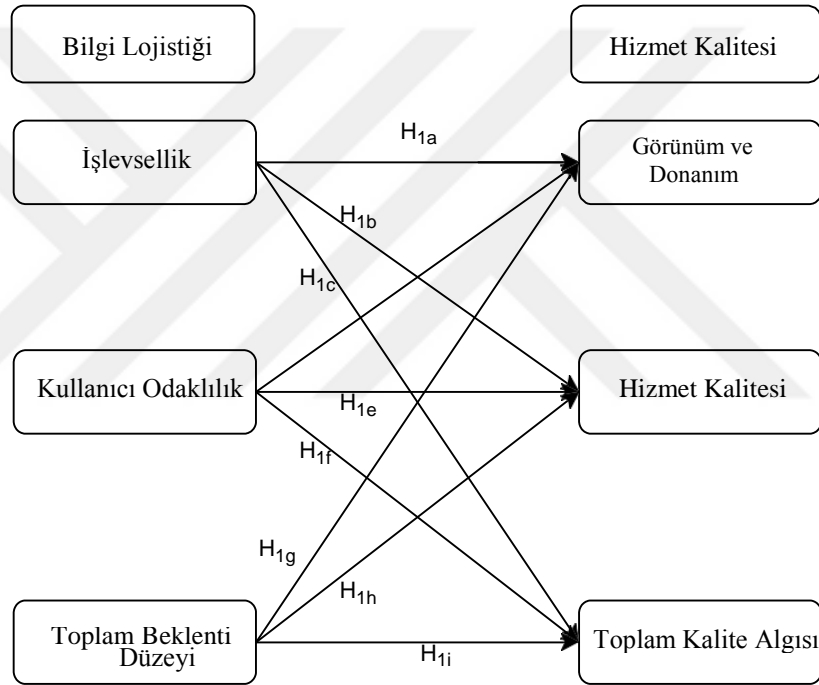 Bilgi Lojistiği
Hizmet Kalitesi
İşlevsellik
H1a
Görünüm ve
Donanım
H1b
H1c
Kullanıcı Odaklılık
H1e
Hizmet Kalitesi
H1f
H1g
H1h
Toplam Beklenti
Düzeyi
H1i
Toplam Kalite Algısı